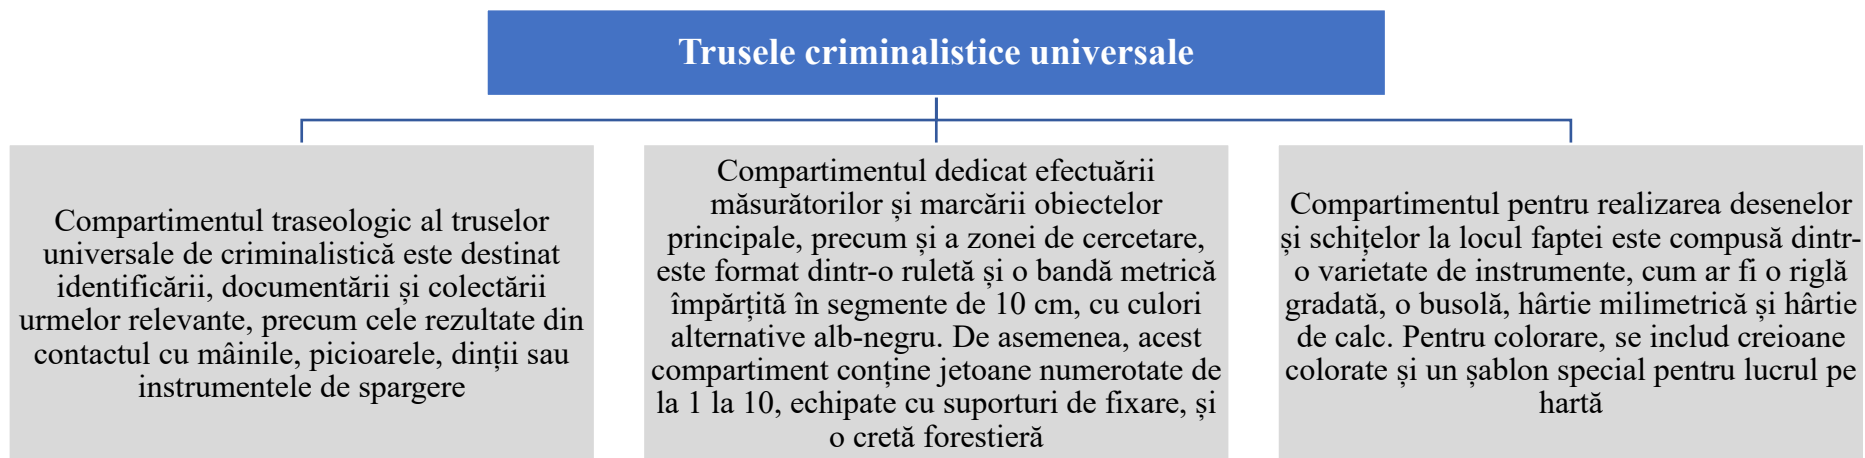 Trusele criminalistice universale
Compartimentul traseologic al truselor
universale de criminalistică este destinat
identificării, documentării și colectării
urmelor relevante, precum cele rezultate din
contactul cu mâinile, picioarele, dinții sau
instrumentele de spargere
Compartimentul dedicat efectuării
măsurătorilor și marcării obiectelor
principale, precum și a zonei de cercetare,
este format dintr-o ruletă și o bandă metrică
împărțită în segmente de 10 cm, cu culori
alternative alb-negru. De asemenea, acest
compartiment conține jetoane numerotate de
la 1 la 10, echipate cu suporturi de fixare, și
o cretă forestieră
Compartimentul pentru realizarea desenelor
și schițelor la locul faptei este compusă dintr-
o varietate de instrumente, cum ar fi o riglă
gradată, o busolă, hârtie milimetrică și hârtie
de calc. Pentru colorare, se includ creioane
colorate și un șablon special pentru lucrul pe
hartă